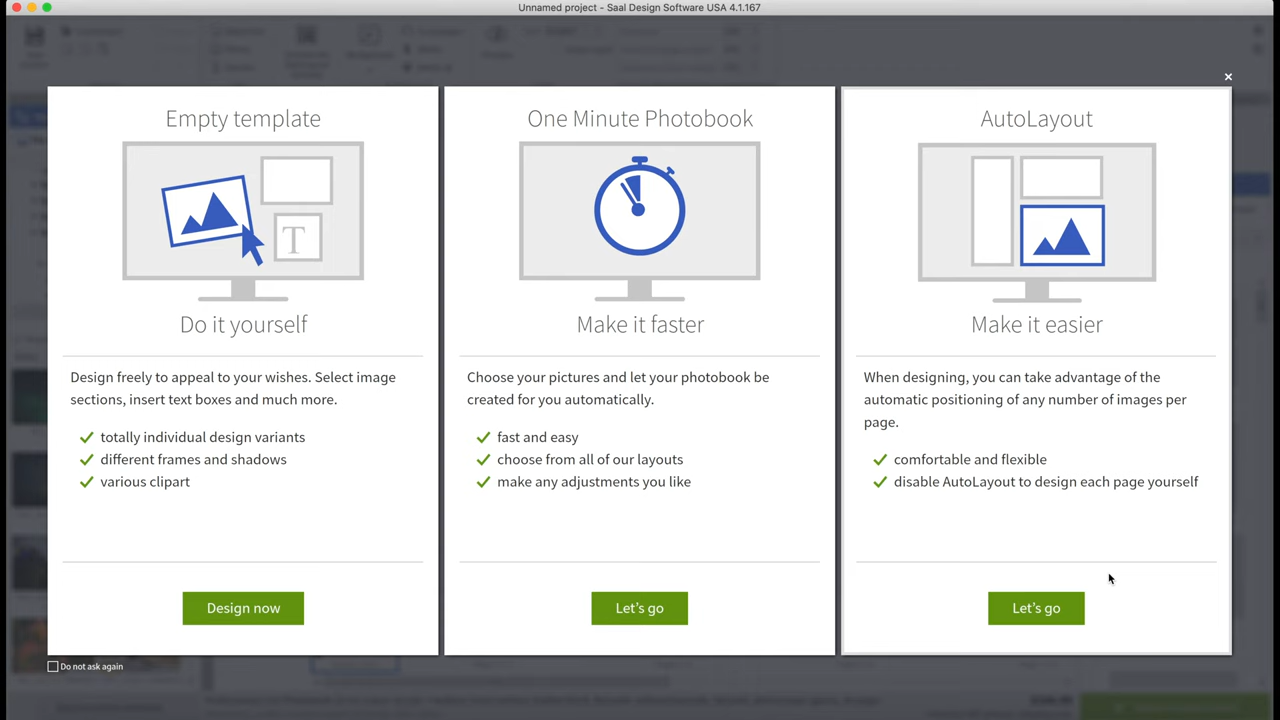 Unnamed project - Saal Design Software USA 4.1.167
Empty template
Do it yourself
Design freely to appeal to your wishes. Select image
sections, insert text boxes and much more.
totally individual design variants
different frames and shadows
various clipart
Design now
One Minute Photobook
Make it faster
Choose your pictures and let your photobook be
created for you automatically.
fast and easy
choose from all of our layouts
make any adjustments you like
Let's go
AutoLayout
Make it easier
When designing, you can take advantage of the
automatic positioning of any number of images per
page.
comfortable and flexible
disable AutoLayout to design each page yourself
Let's go
Do not ask again
T